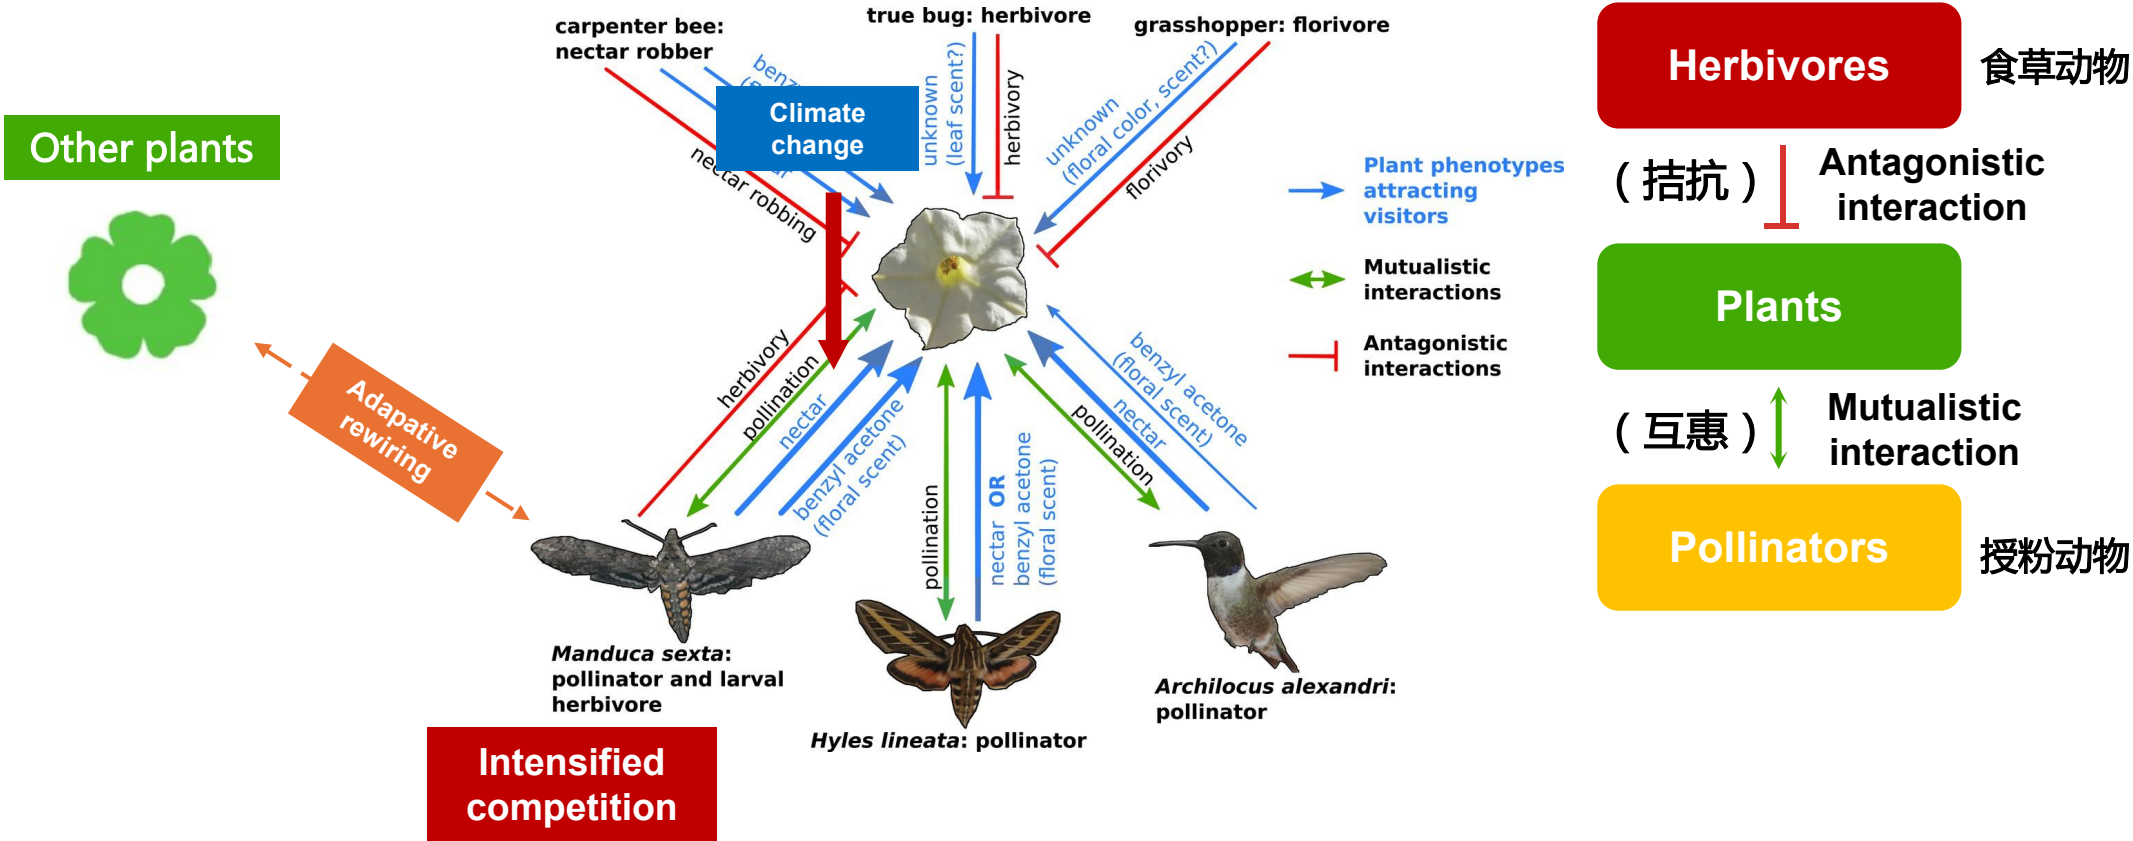 carpenter bee:
nectar robber
true bug: herbivore
grasshopper: florivore
Herbivores
食草动物
Climate
change
unknown
(leaf scent?)
herbivory
unknown
(floral color, scent?)
florivory
nectar robbing
Other plants
Plant phenotypes
attracting
visitors
Mutualistic
interactions
Antagonistic
interactions
（拮抗）
Antagonistic
interaction
Plants
（互惠）
Mutualistic
interaction
Pollinators
授粉动物
Adapative
rewiring
herbivory
pollination
nectar
benzyl acetone
(floral scent)
pollination
nectar OR
benzyl acetone
(floral scent)
pollination
nectar
benzyl acetone
(floral scent)
Manduca sexta:
pollinator and larval
herbivore
Hyles lineata: pollinator
Archilocus alexandri:
pollinator
Intensified
competition